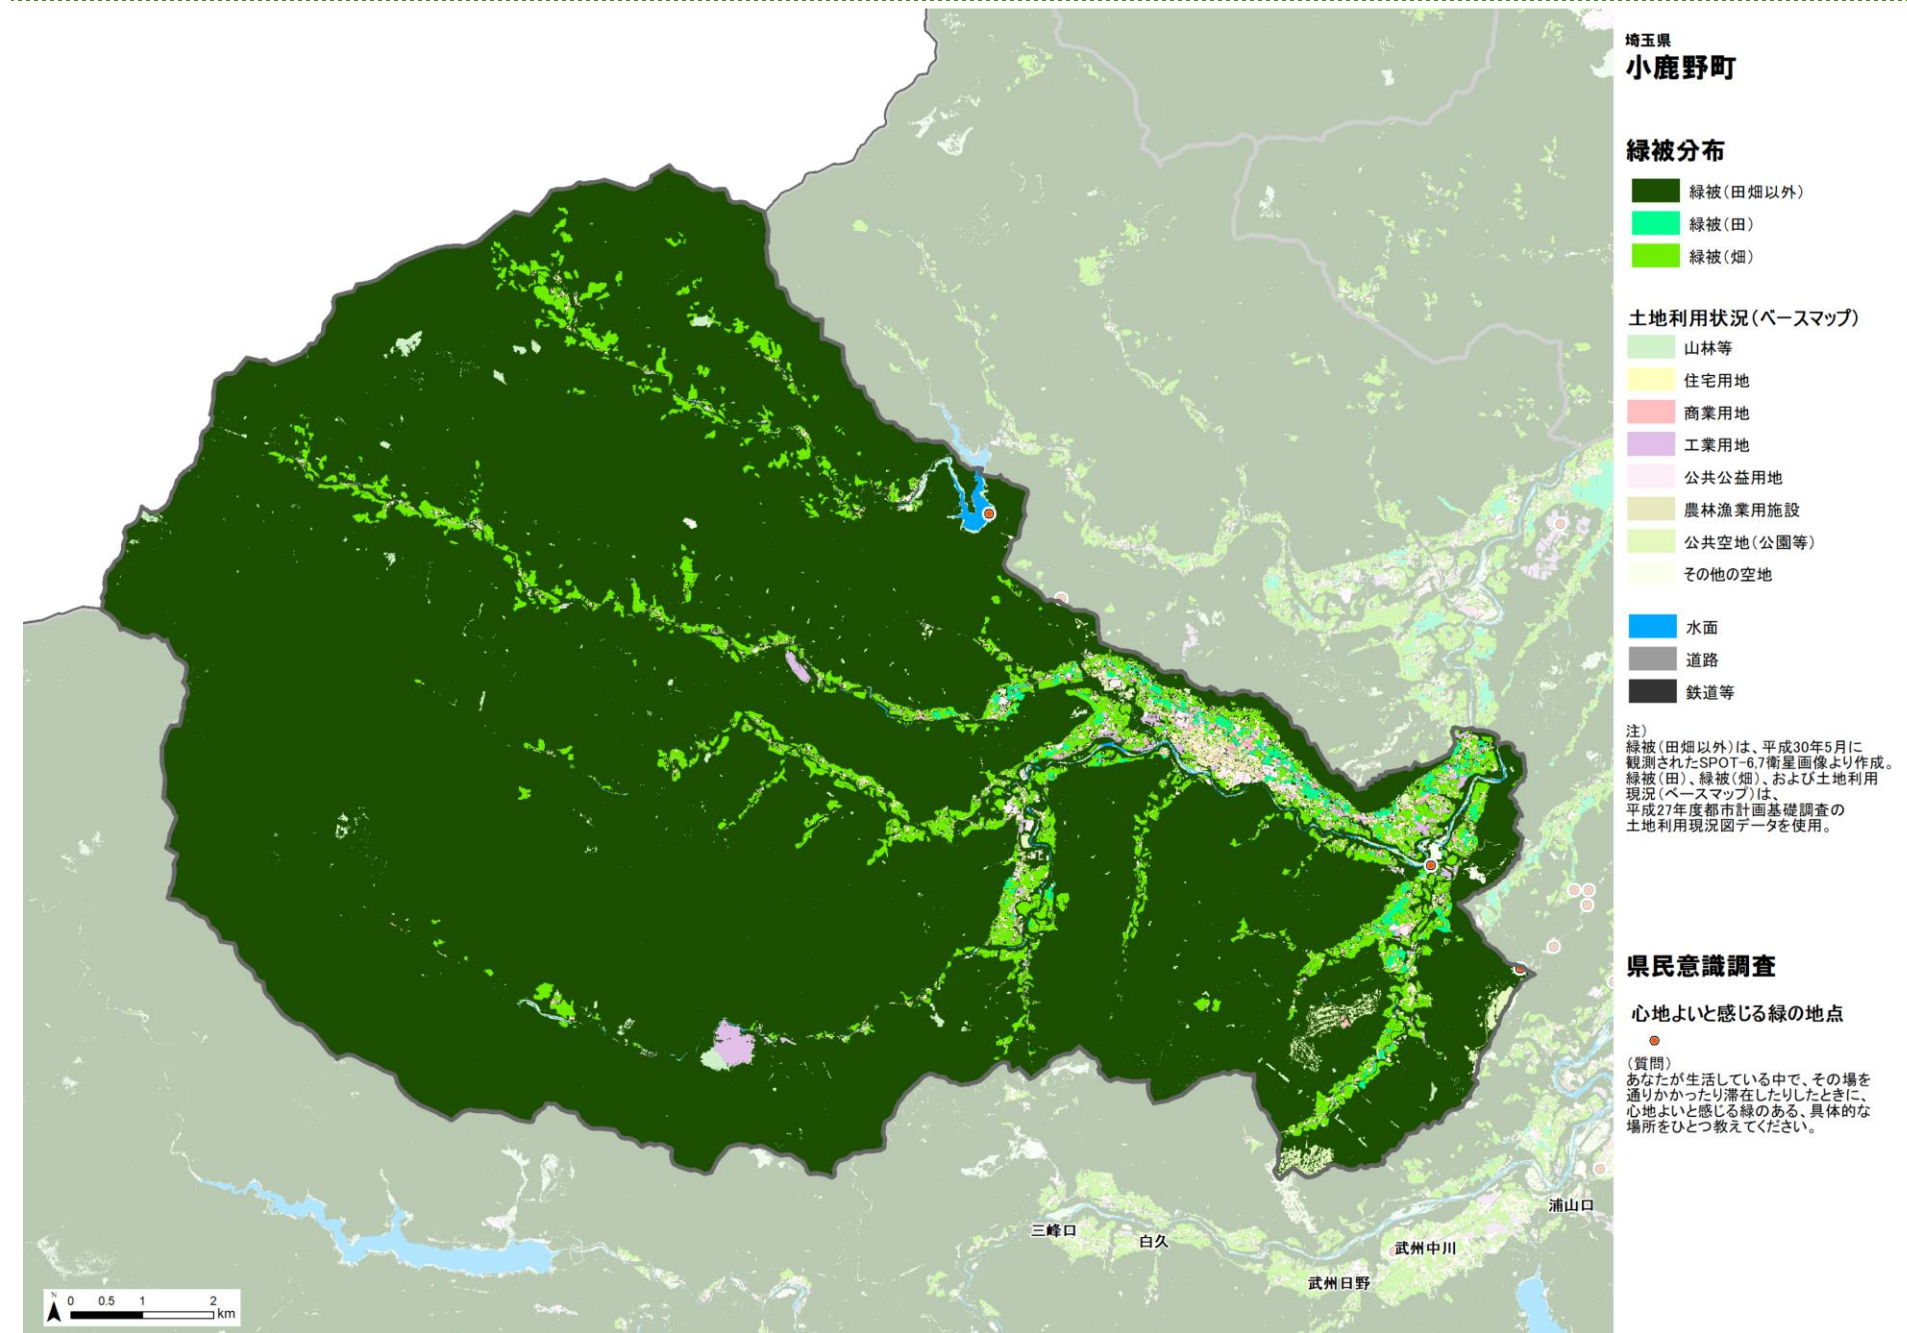 埼玉県
小鹿野町
緑被分布
緑被(田畑以外)
緑被(田)
緑被(畑)
土地利用状況(ベースマップ)
山林等
住宅用地
商業用地
工業用地
公共公益用地
農林漁業用施設
公共空地(公園等)
その他の空地
水面
道路
鉄道等
注)
緑被(田畑以外)は、平成30年5月に
観測されたSPOT-6,7衛星画像より作成。
緑被(田)、緑被(畑)、および土地利用
現況(ベースマップ)は、
平成27年度都市計画基礎調査の
土地利用現況図データを使用。
県民意識調査
心地よいと感じる緑の地点
(質問)
あなたが生活している中で、その場を
通りかかったり滞在したりしたときに、
心地よいと感じる緑のある、具体的な
場所をひとつ教えてください。
浦山口
三峰口
白久
武州中川
武州日野
N
0 0.5 1 2
km